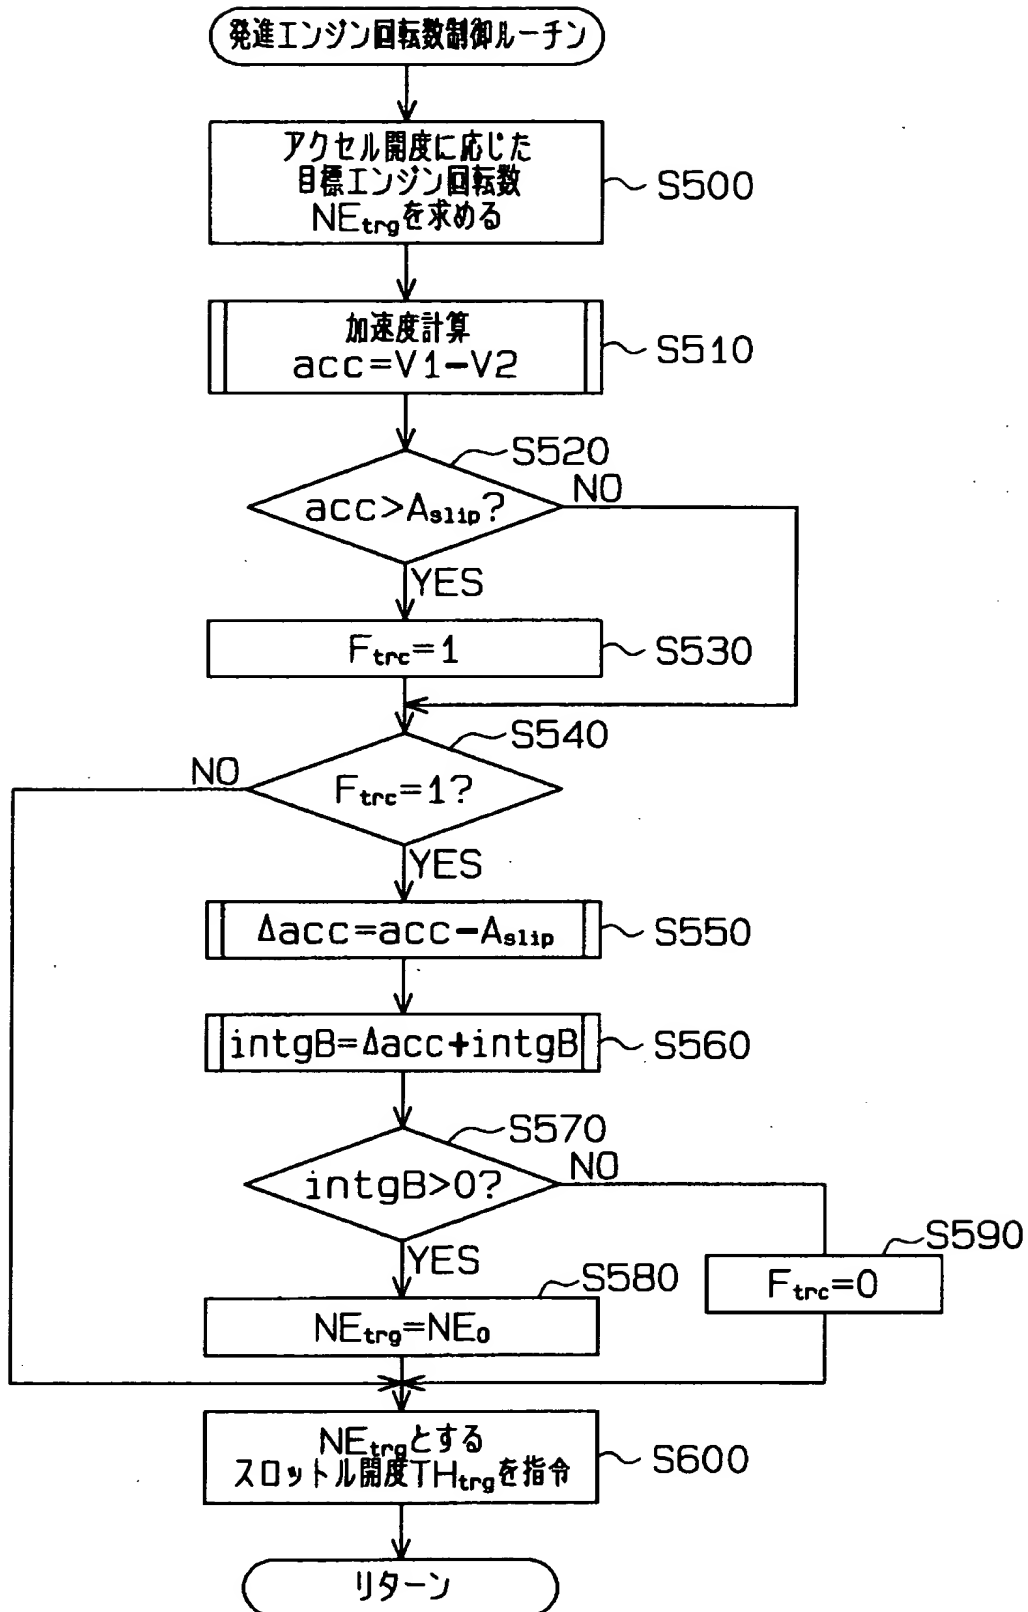 発進エンジン回転数制御ルーチン
アクセル開度に応じた
目標エンジン回転数
NEtrgを求める
S500
加速度計算
acc=V1-V2
S510
S520
acc>Aslip?
NO
YES
Ftrc=1
S530
S540
NO
Ftrc=1?
YES
Δacc=acc-Aslip
S550
intgB=Δacc+intgB
S560
S570
intgB>0?
NO
YES
S590
Ftrc=0
S580
NEtrg=NE0
NEtrgとする
スロットル開度THtrgを指令
S600
リターン